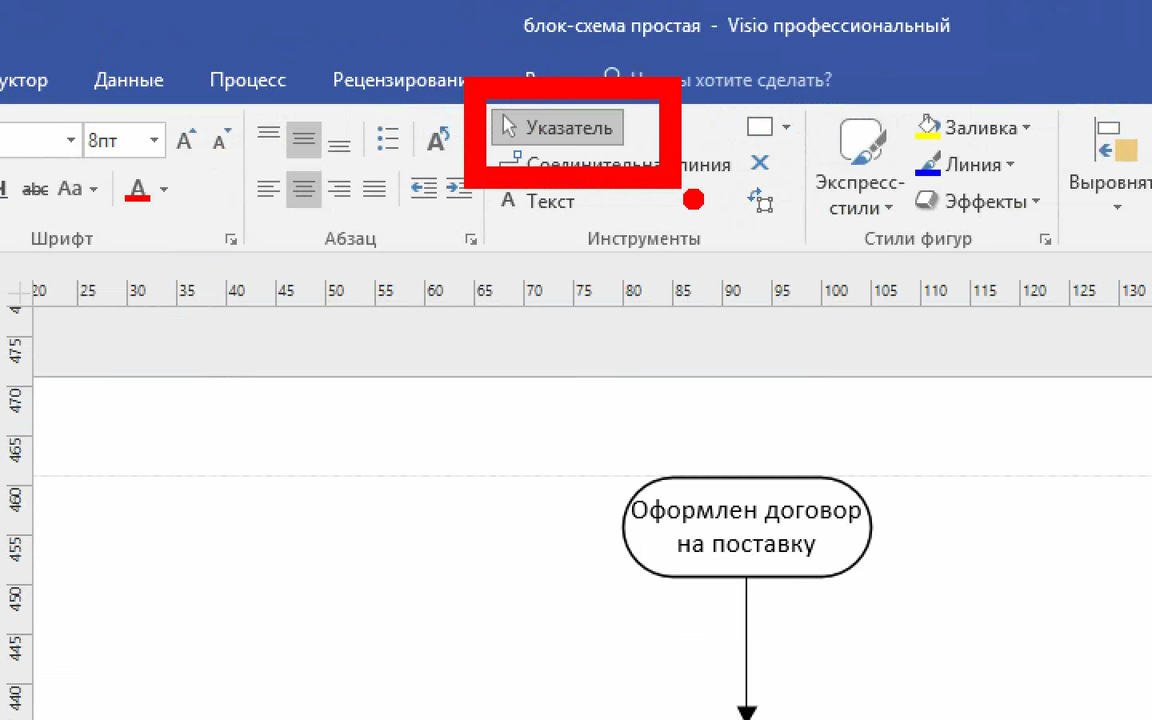 блок-схема простая - Visio профессиональный
уктор Данные Процесс Рецензировани хотите сделать?
8пт Указатель Заливка
Соединительна линия
abc Aa A A Текст
Линия
Экспресс-стили
Эффекты
Выровнят
Шрифт Абзац Инструменты Стили фигур
20 25 30 35 40 45 50 55 60 65 70 75 80 85 90 95 100 105 110 115 120 125 130
475
470
465
460
455
450
445
440
Оформлен договор
на поставку